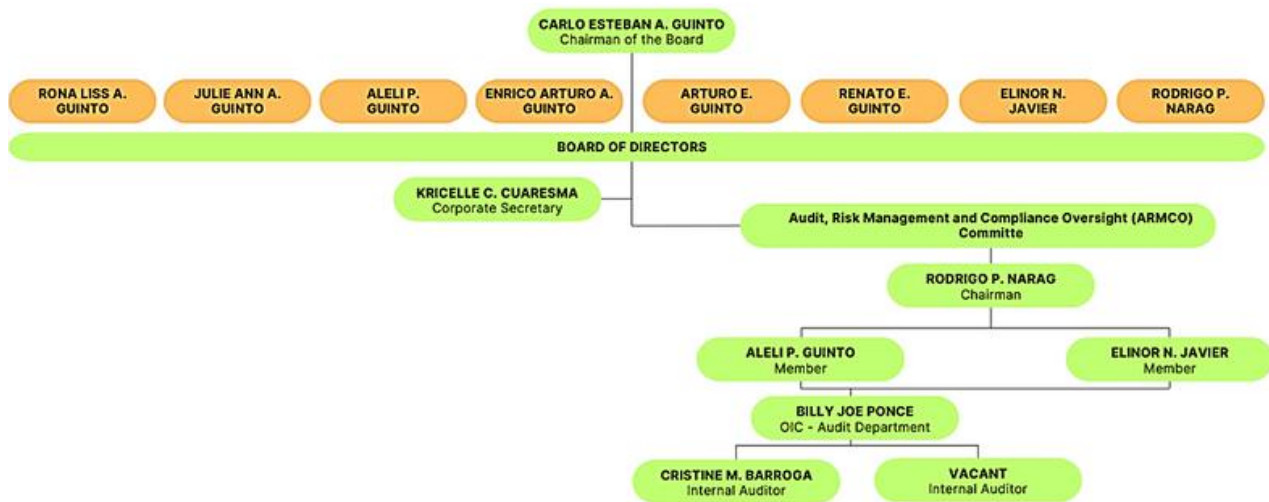 CARLO ESTEBAN A. GUINTO
Chairman of the Board
RONA LISS A.
GUINTO
JULIE ANN A.
GUINTO
ALELI P.
GUINTO
ENRICO ARTURO A.
GUINTO
ARTURO E.
GUINTO
RENATO E.
GUINTO
ELINOR N.
JAVIER
RODRIGO P.
NARAG
BOARD OF DIRECTORS
KRICELLE C. CUARESMA
Corporate Secretary
Audit, Risk Management and Compliance Oversight (ARMCO)
Committe
RODRIGO P. NARAG
Chairman
ALELI P. GUINTO
Member
ELINOR N. JAVIER
Member
BILLY JOE PONCE
OIC - Audit Department
CRISTINE M. BARROGA
Internal Auditor
VACANT
Internal Auditor